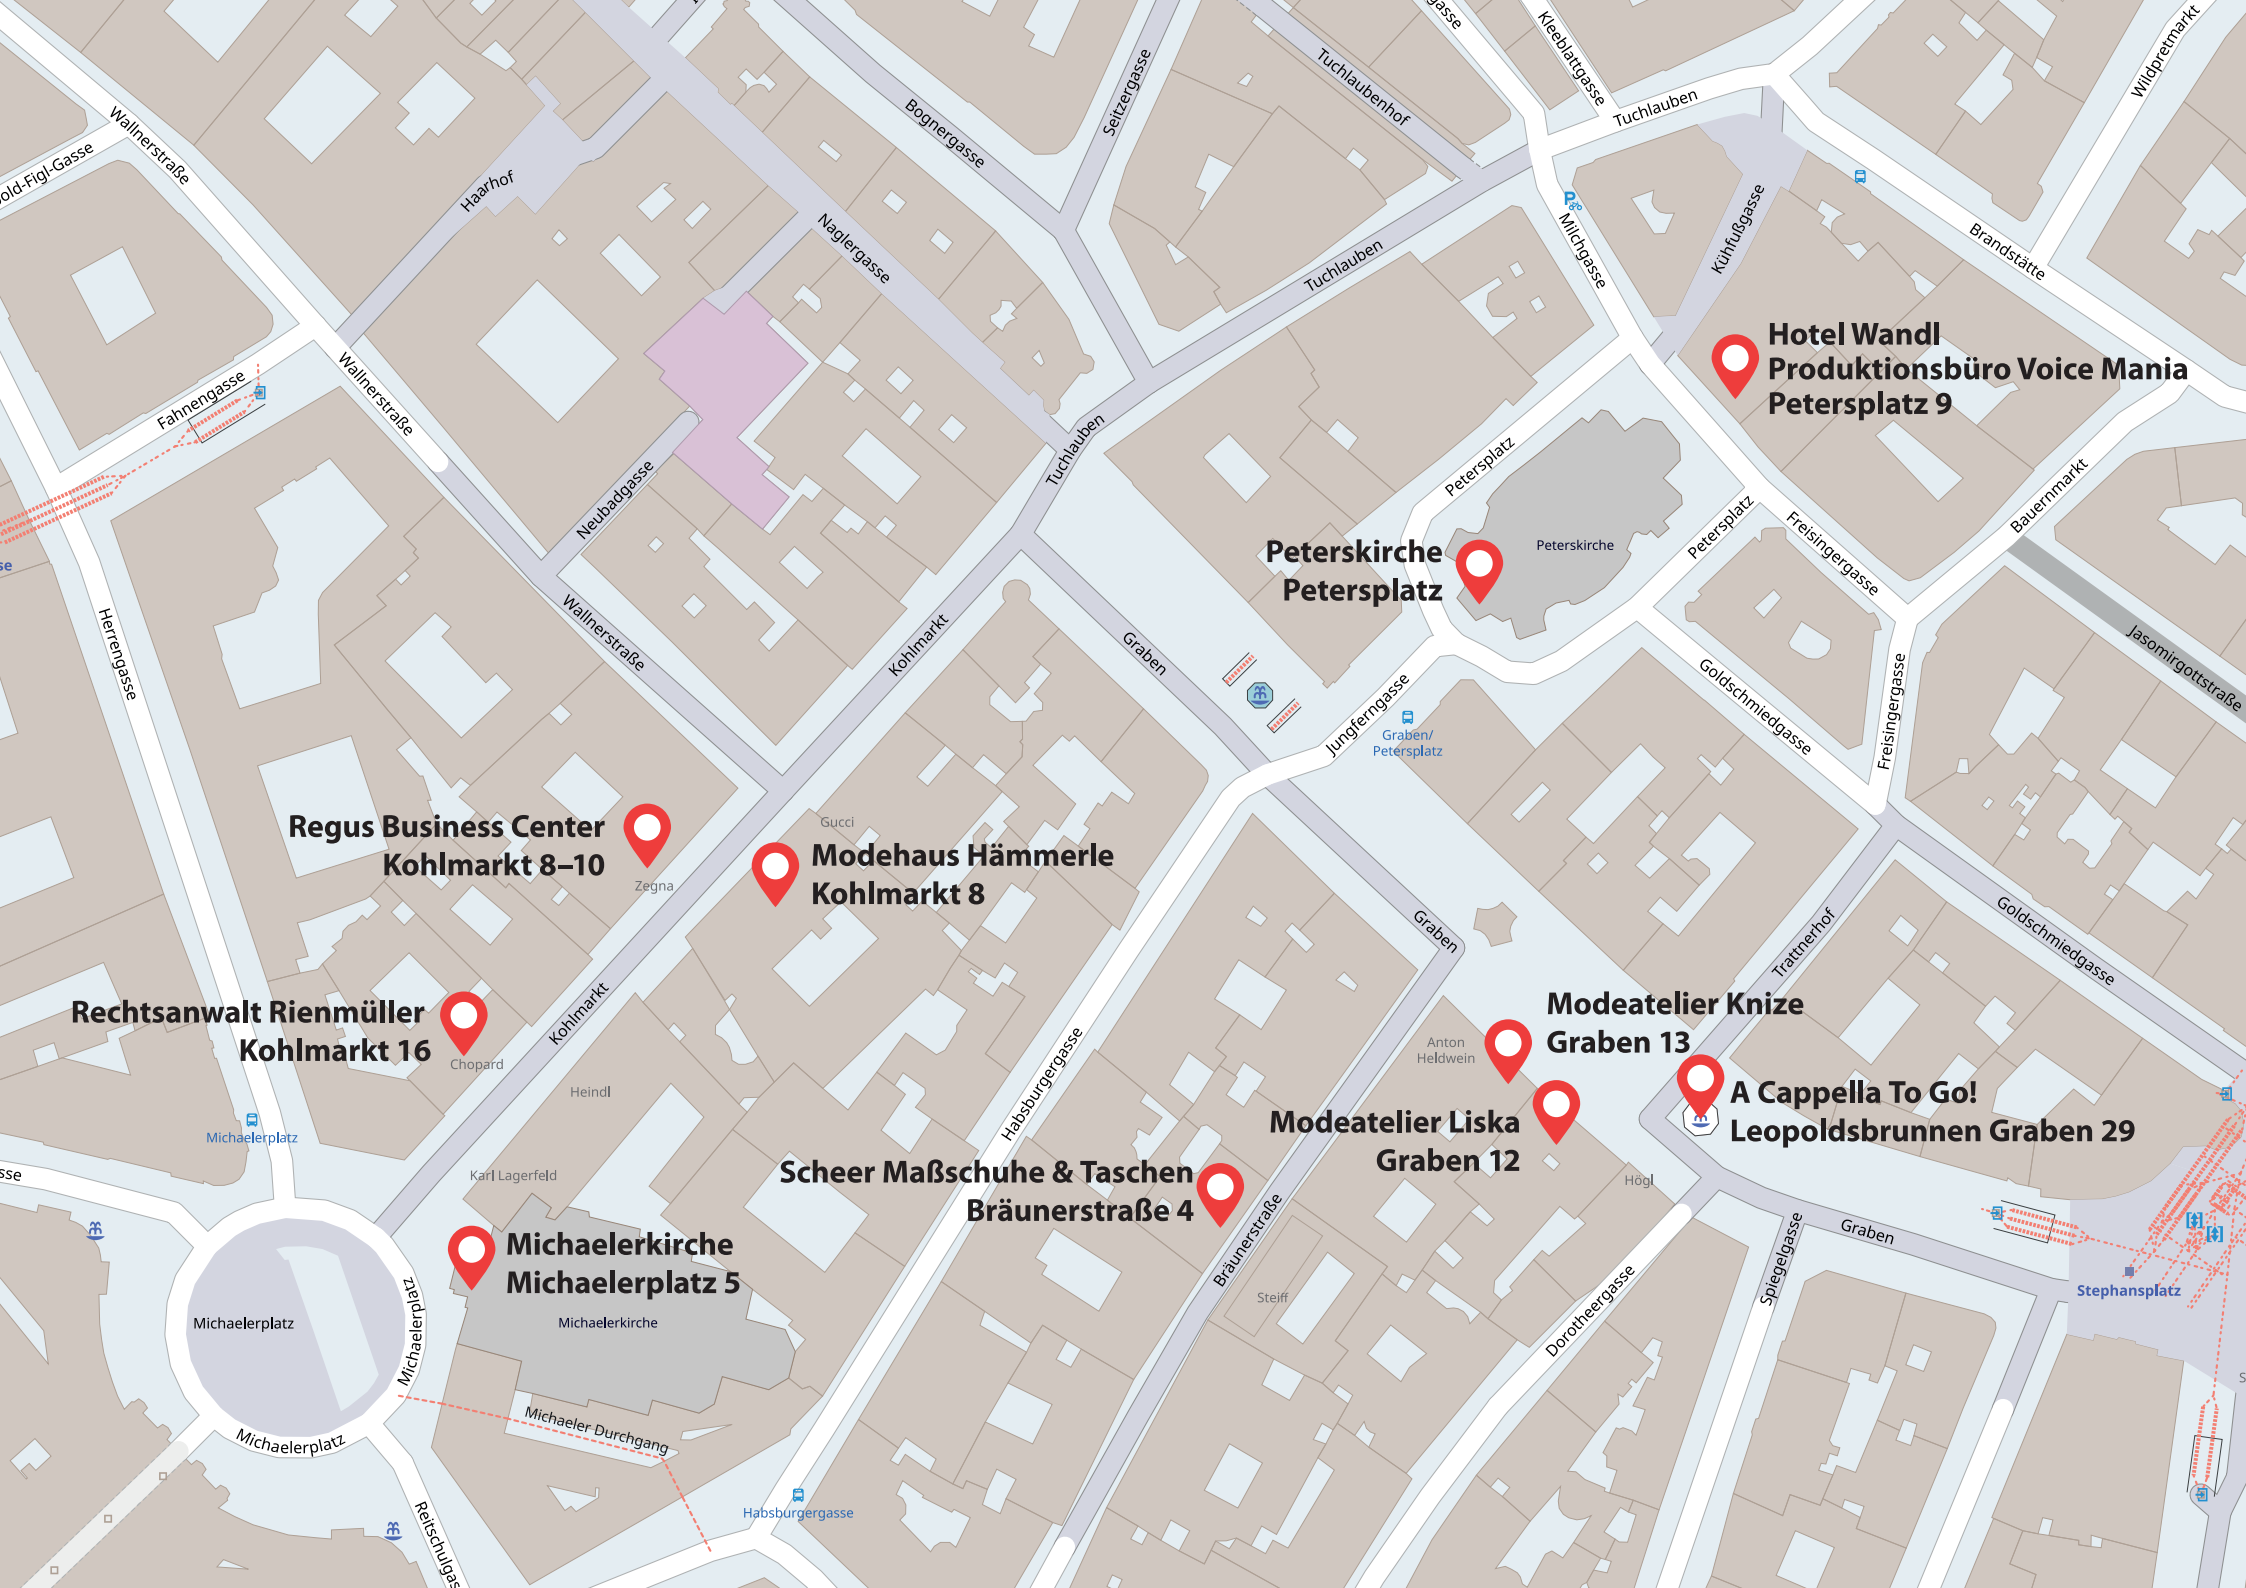 Kleeblattgasse
Wildpretmarkt
Tuchlaubenhof
Seitzergasse
Bognergasse
Tuchlauben
Wallnerstraße
Haarhof
Naglergasse
Milchgasse
Kühfußgasse
Brandstätte
Tuchlauben
Hotel Wandl
Produktionsbüro Voice Mania
Petersplatz 9
Wallnerstraße
Fahnengasse
Tuchlauben
Neubadgasse
Petersplatz
Bauernmarkt
Petersplatz
Freisingergasse
Peterskirche
Petersplatz
Peterskirche
Herrengasse
Wallnerstraße
Kohlmarkt
Graben
Jasomirgottstraße
Goldschmiedgasse
Freisingergasse
Jungferngasse
Graben/
Petersplatz
Regus Business Center
Kohlmarkt 8–10
Zegna
Gucci
Modehaus Hämmerle
Kohlmarkt 8
Graben
Trattnerhof
Goldschmiedgasse
Rechtsanwalt Rienmüller
Kohlmarkt 16
Chopard
Kohlmarkt
Heindl
Habsburgergasse
Anton
Heldwein
Modeatelier Knize
Graben 13
A Cappella To Go!
Leopoldsbrunnen Graben 29
Modeatelier Liska
Graben 12
Michaelerplatz
Karl Lagerfeld
Scheer Maßschuhe & Taschen
Bräunerstraße 4
Högl
Michaelerkirche
Michaelerplatz 5
Michaelerkirche
Michaelerplatz
Michaelerplatz
Bräunerstraße
Steiff
Spiegelgasse
Graben
Stephansplatz
Dorotheergasse
Michaeler Durchgang
Michaelerplatz
Habsburgergasse